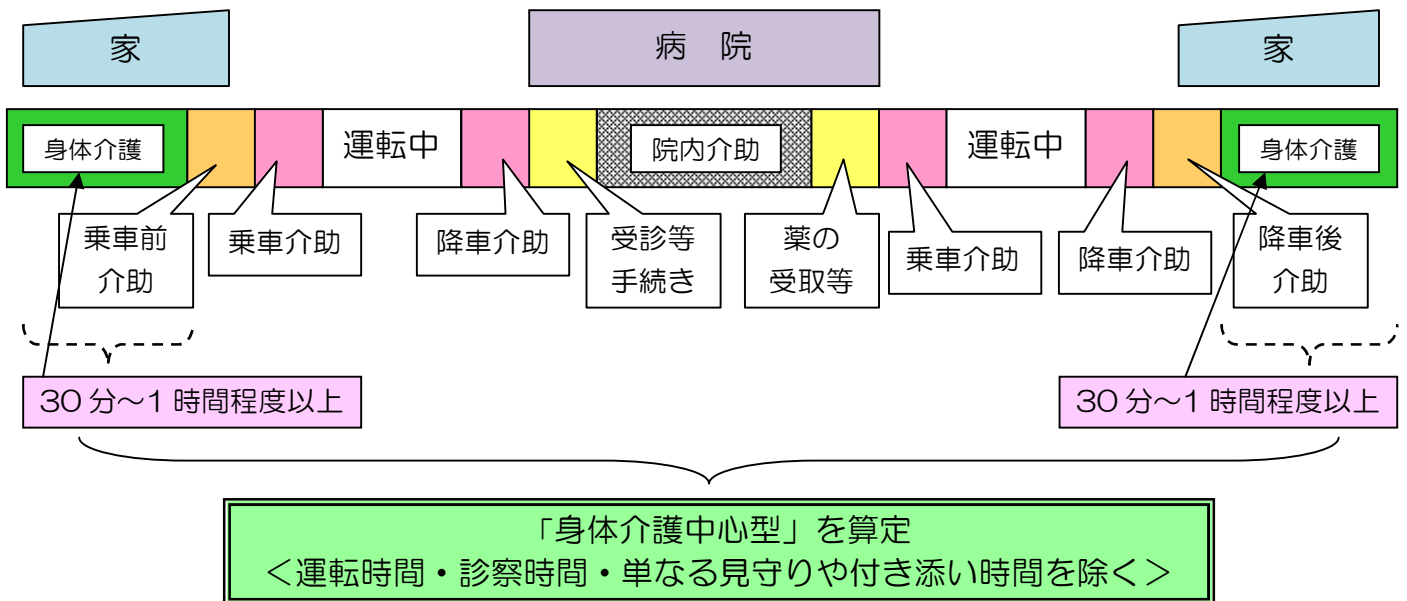 家
病 院
家
身体介護
運転中
院内介助
運転中
身体介護
乗車前
介助
乗車介助
降車介助
受診等
手続き
薬の
受取等
乗車介助
降車介助
降車後
介助
30分~1時間程度以上
30分~1時間程度以上
「身体介護中心型」を算定
<運転時間・診察時間・単なる見守りや付き添い時間を除く>